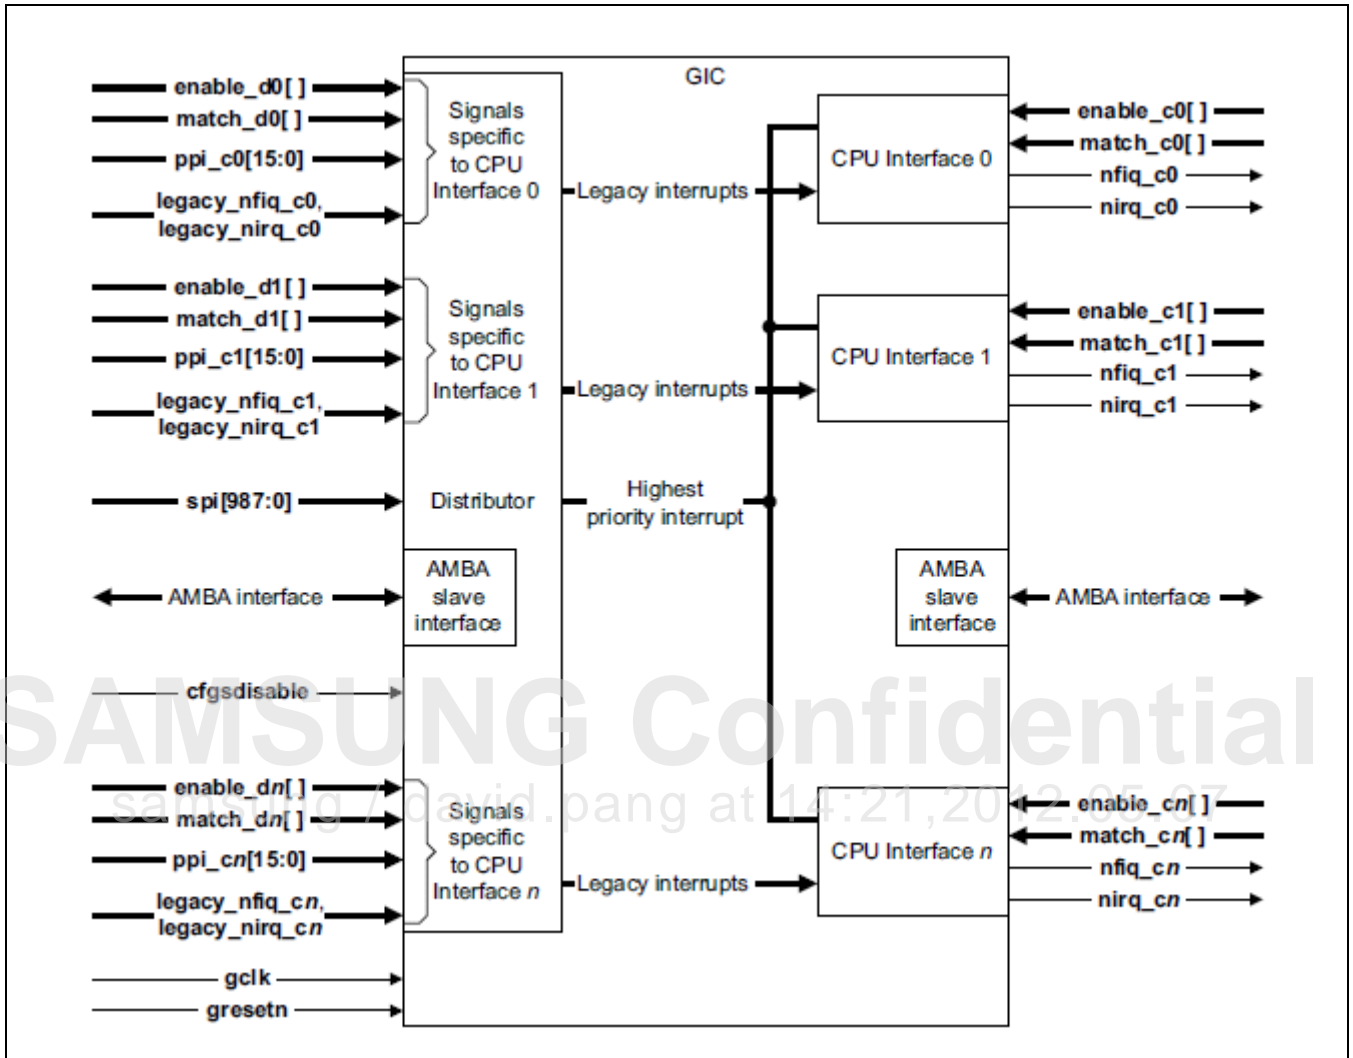 GIC
enable_d0[ ]
match_d0[ ]
ppi_c0[15:0]
legacy_nfiq_c0,
legacy_nirq_c0
Signals
specific
to CPU
Interface 0
Legacy interrupts
CPU Interface 0
enable_c0[ ]
match_c0[ ]
nfiq_c0
nirq_c0
enable_d1[ ]
match_d1[ ]
ppi_c1[15:0]
legacy_nfiq_c1,
legacy_nirq_c1
Signals
specific
to CPU
Interface 1
Legacy interrupts
CPU Interface 1
enable_c1[ ]
match_c1[ ]
nfiq_c1
nirq_c1
spi[987:0]
Distributor
Highest
priority interrupt
AMBA interface
AMBA
slave
interface
AMBA
slave
interface
AMBA interface
cfgsdisable
SAMSUNG Confidential
samsung / david.pang at 14:21,2012.05.07
enable_dn[ ]
match_dn[ ]
ppi_cn[15:0]
legacy_nfiq_cn,
legacy_nirq_cn
Signals
specific
to CPU
Interface n
Legacy interrupts
CPU Interface n
enable_cn[ ]
match_cn[ ]
nfiq_cn
nirq_cn
gclk
gresetn